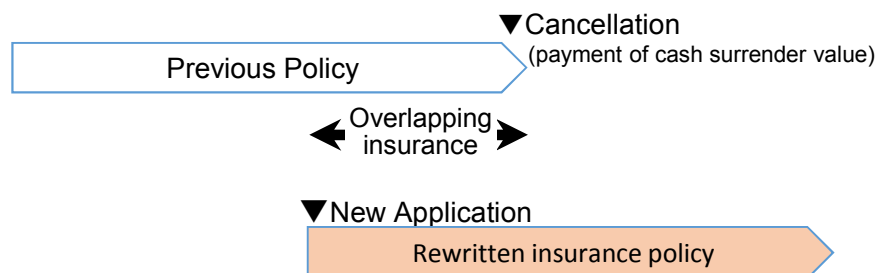 ▼Cancellation
(payment of cash surrender value)
Previous Policy
Overlapping
insurance
▼New Application
Rewritten insurance policy